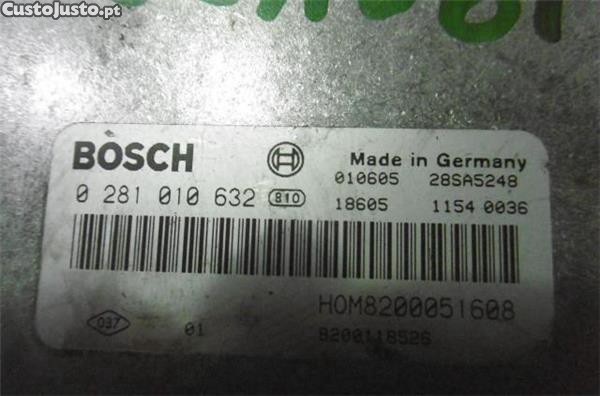 CustoJusto.pt
BOSCH
Made in Germany
0 281 010 632 810
010605 28SA5248
18605 1154 0036
HOM8200051608
037 01
8200118526